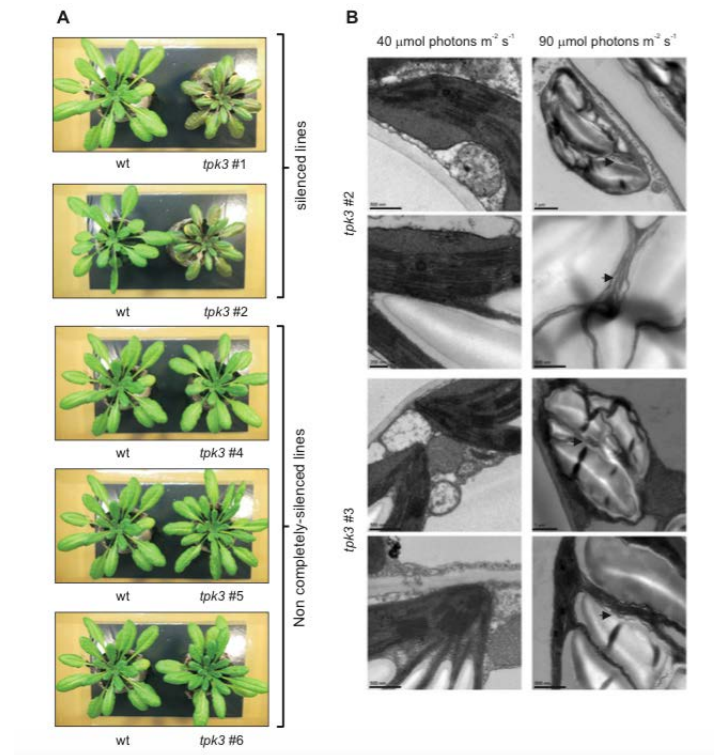 A
wt tpk3 #1
wt tpk3 #2
silenced lines
wt tpk3 #4
wt tpk3 #5
wt tpk3 #6
Non completely-silenced lines
B
40 μmol photons m⁻² s⁻¹ 90 μmol photons m⁻² s⁻¹
tpk3 #2
tpk3 #3